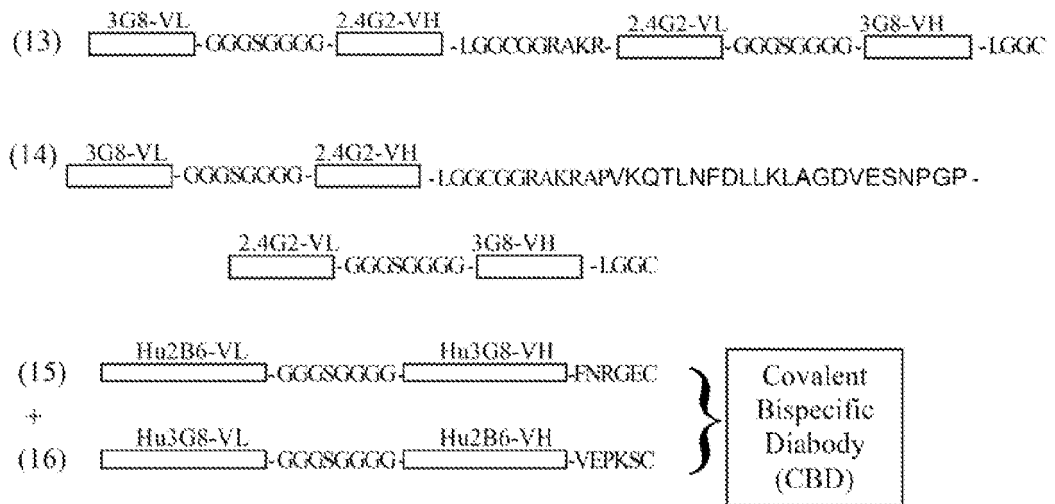 3G8-VL 2.4G2-VH 2.4G2-VL 3G8-VH
(13) -GGGSGGGG- -LGGCGGRAKR- -GGGSGGGG- -LGGC
3G8-VL 2.4G2-VH
(14) -GGGSGGGG- -LGGCGGRAKRAPVKQTLNFDLLKLAGDVESNPGP-
2.4G2-VL 3G8-VH
-GGGSGGGG- -LGGC
Hu2B6-VL Hu3G8-VH
(15) -GGGSGGGG- -FNRGEC
+
Hu3G8-VL Hu2B6-VH
(16) -GGGSGGGG- -VEPKSC
Covalent
Bispecific
Diabody
(CBD)